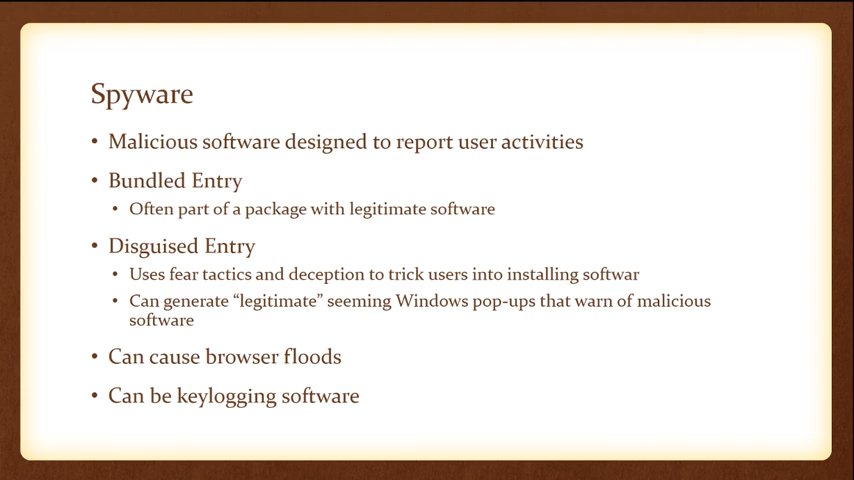 Spyware
• Malicious software designed to report user activities
• Bundled Entry
• Often part of a package with legitimate software
• Disguised Entry
• Uses fear tactics and deception to trick users into installing softwar
• Can generate “legitimate” seeming Windows pop-ups that warn of malicious
software
• Can cause browser floods
• Can be keylogging software